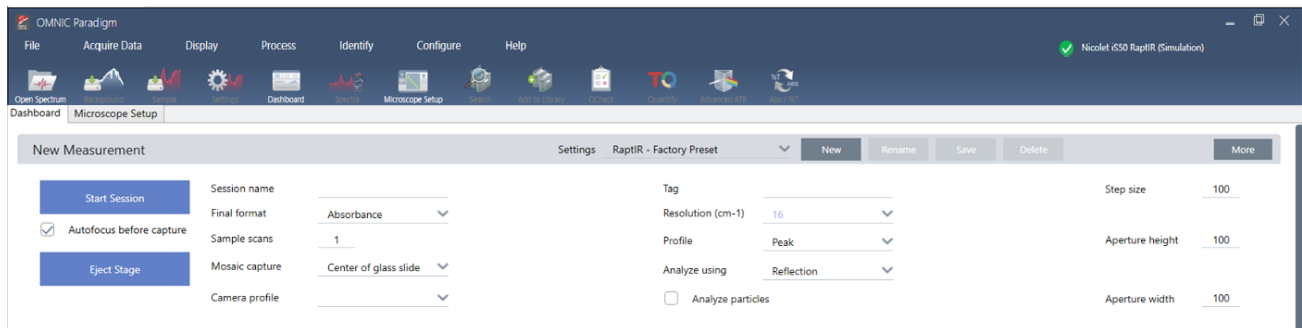 OMNIC Paradigm
File Acquire Data Display Process Identify Configure Help Nicolet iS50 RaptIR (Simulation)
Open Spectrum Background Sample Settings Dashboard Spectra Microscope Setup Search Add to Library QCheck Quantify Advanced ATR Abs / %T
Dashboard Microscope Setup
New Measurement Settings RaptIR - Factory Preset New Rename Save Delete More
Start Session Session name Tag Step size 100
Final format Absorbance Resolution (cm-1) 16
Autofocus before capture Sample scans 1 Profile Peak Aperture height 100
Eject Stage Mosaic capture Center of glass slide Analyze using Reflection
Camera profile Analyze particles Aperture width 100